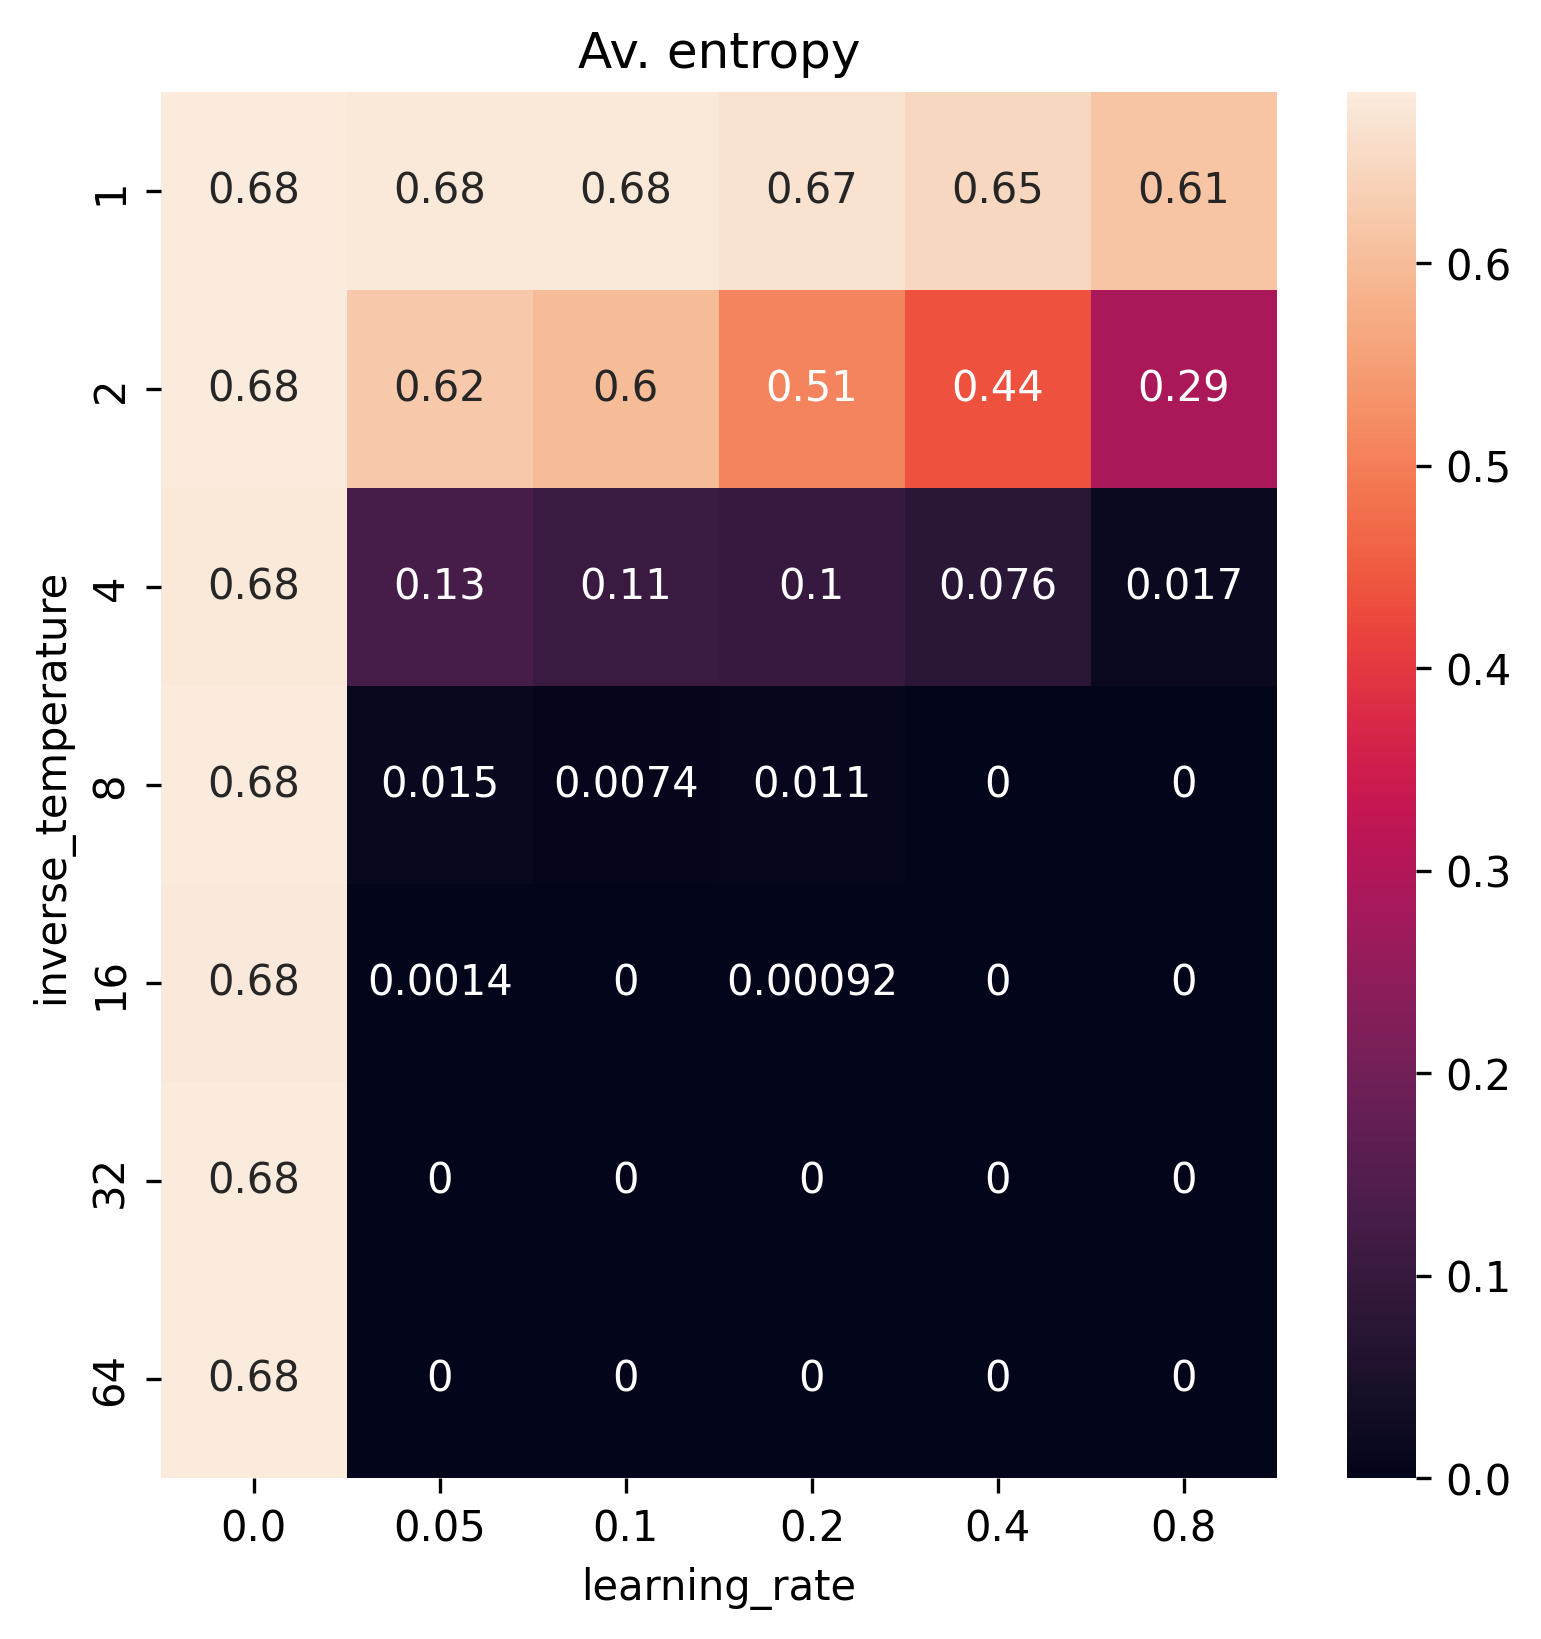 Av. entropy
1 0.68 0.68 0.68 0.67 0.65 0.61
2 0.68 0.62 0.6 0.51 0.44 0.29
4 0.68 0.13 0.11 0.1 0.076 0.017
8 0.68 0.015 0.0074 0.011 0 0
16 0.68 0.0014 0 0.00092 0 0
32 0.68 0 0 0 0 0
64 0.68 0 0 0 0 0
0.0 0.05 0.1 0.2 0.4 0.8
learning_rate
inverse_temperature
0.6
0.5
0.4
0.3
0.2
0.1
0.0